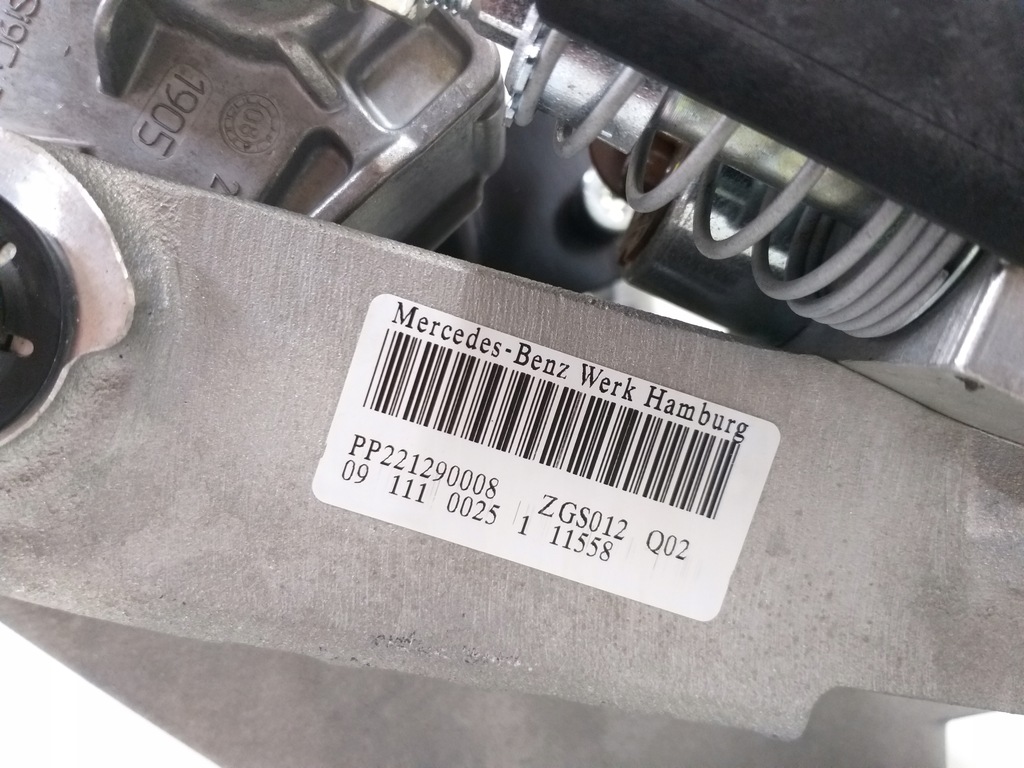 1905
Mercedes-Benz Werk Hamburg
PP221290008 ZGS012 Q02
09 111 0025 1 11558